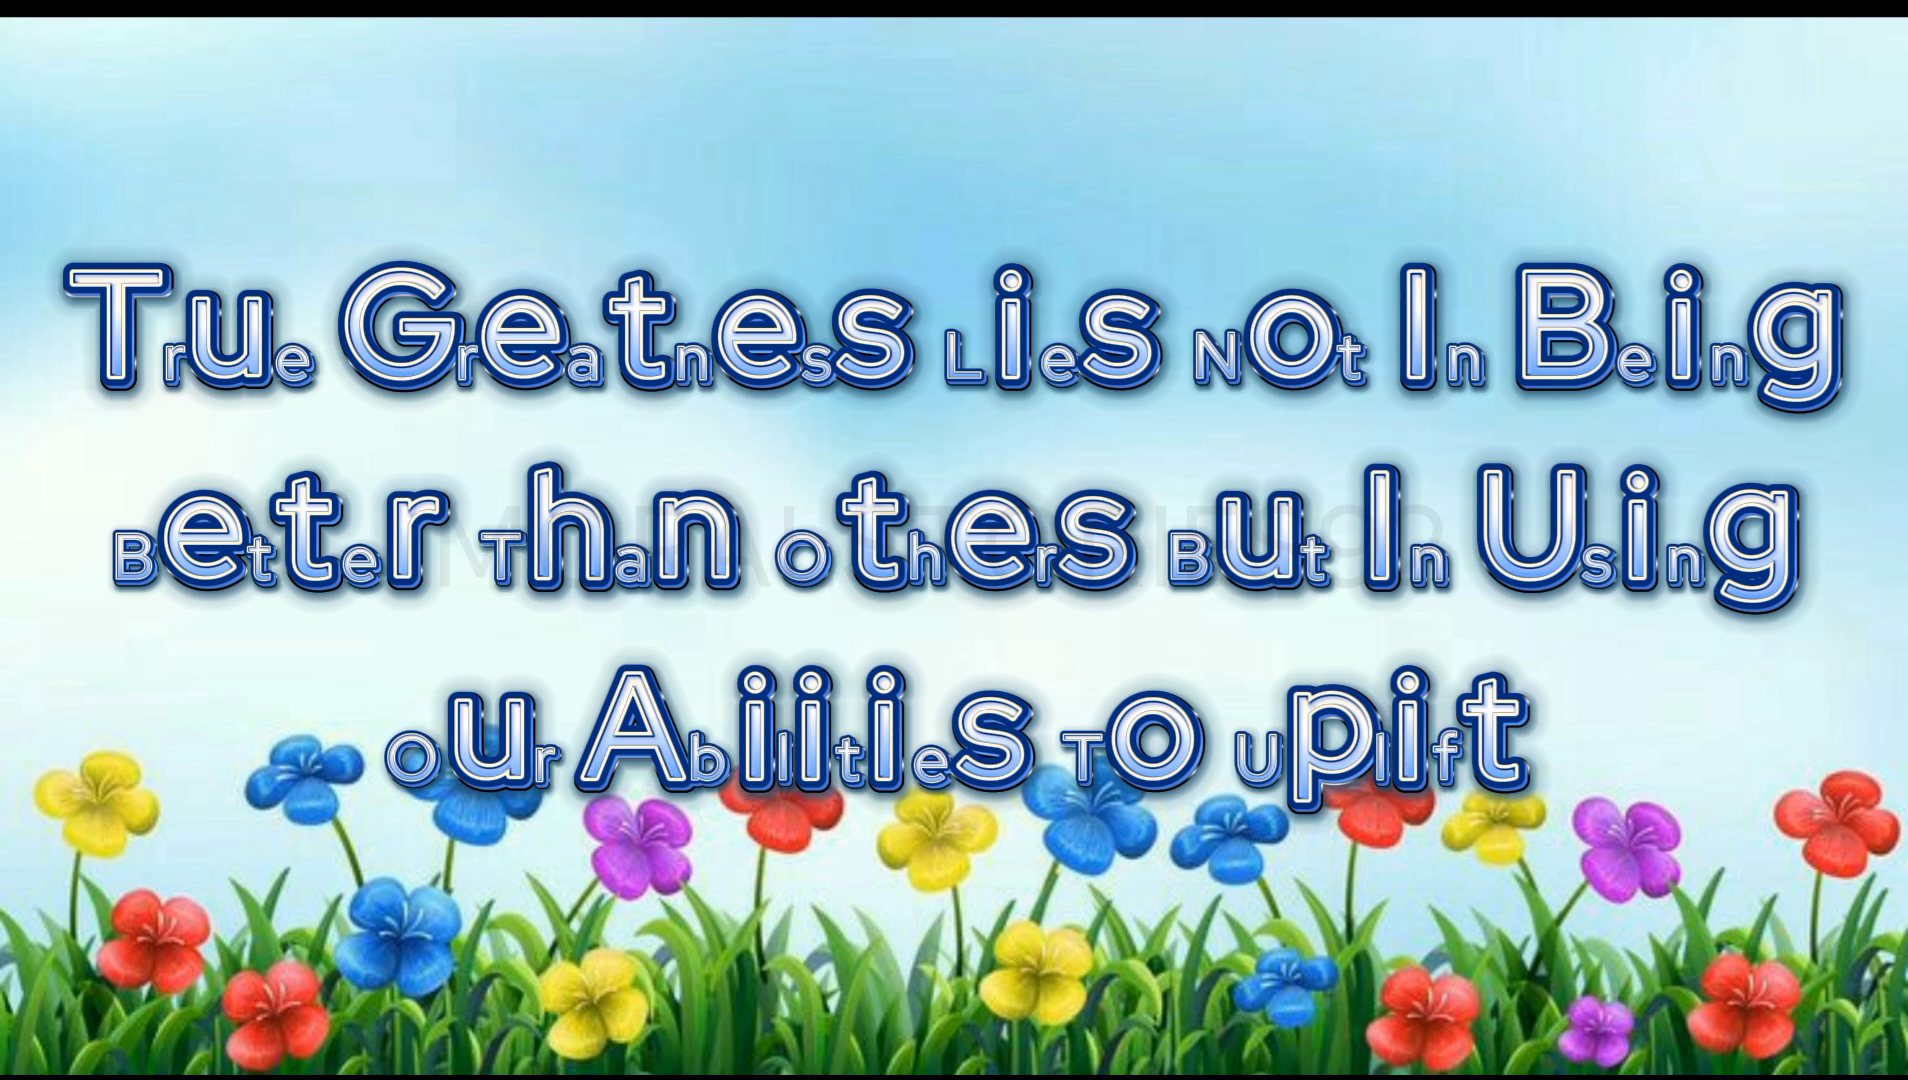 True Greatness Lies Not In Being
Better Than Others But In Using
Our Abilities To Uplift